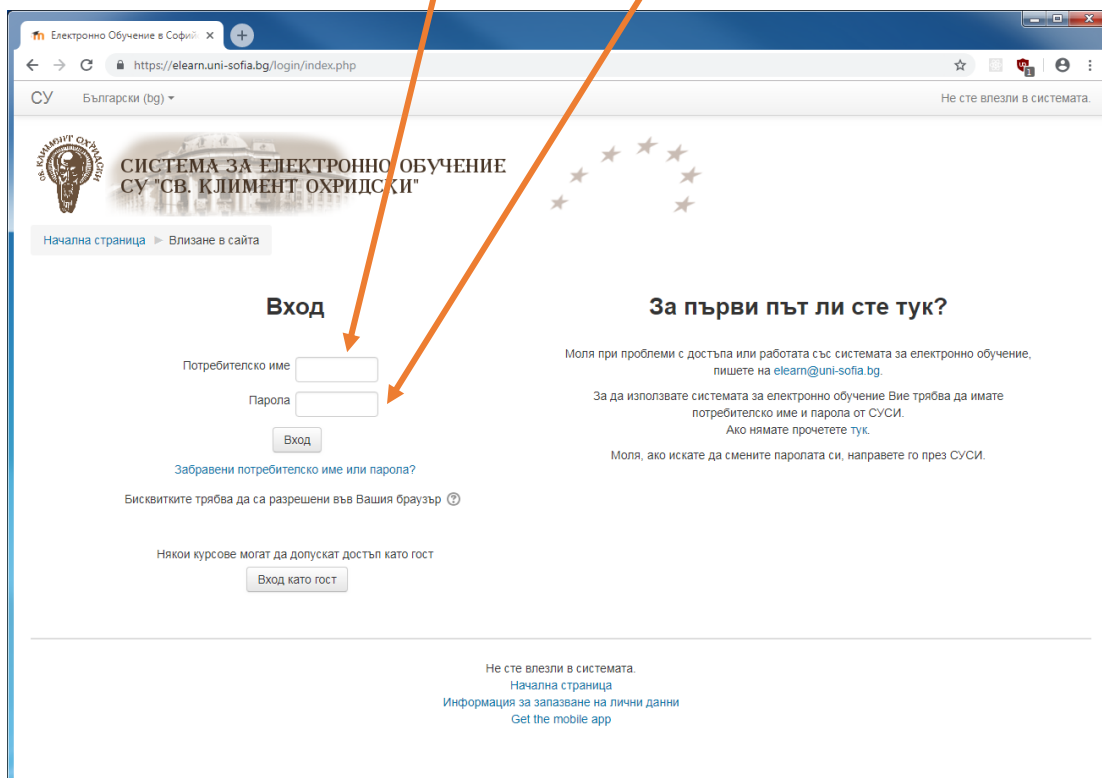 Електронно Обучение в Софий
https://elearn.uni-sofia.bg/login/index.php
1
СУ Български (bg)
Не сте влезли в системата.
СВ. КЛИМЕНТ ОХРИДСКИ
СИСТЕМА ЗА ЕЛЕКТРОННО ОБУЧЕНИЕ
СУ "СВ. КЛИМЕНТ ОХРИДСКИ"
Начална страница ► Влизане в сайта
Вход
Потребителско име
Парола
Вход
Забравени потребителско име или парола?
Бисквитките трябва да са разрешени във Вашия браузър
Някои курсове могат да допускат достъп като гост
Вход като гост
За първи път ли сте тук?
Моля при проблеми с достъпа или работата със системата за електронно обучение,
пишете на elearn@uni-sofia.bg.
За да използвате системата за електронно обучение Вие трябва да имате
потребителско име и парола от СУСИ.
Ако нямате прочетете тук.
Моля, ако искате да смените паролата си, направете го през СУСИ.
Не сте влезли в системата.
Начална страница
Информация за запазване на лични данни
Get the mobile app